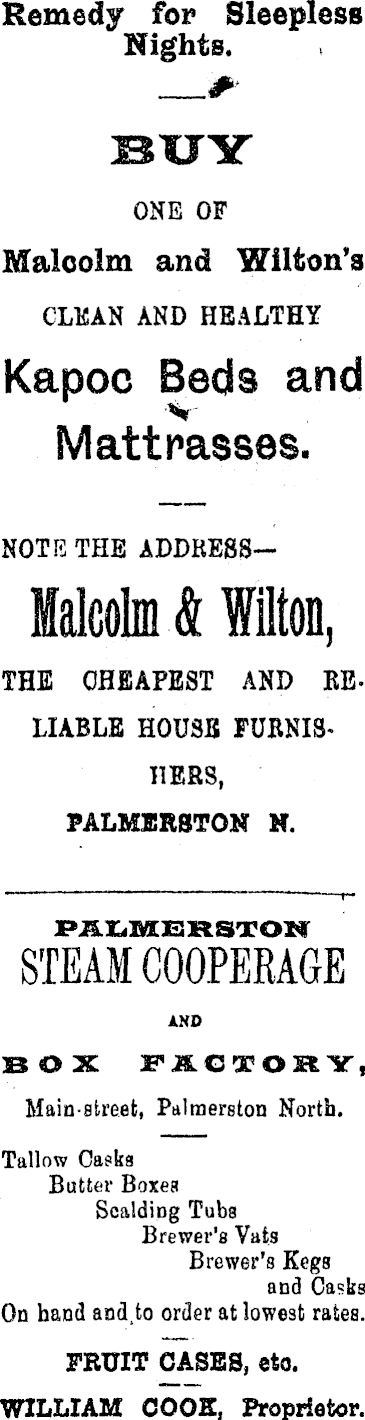 Remedy for Sleepless
Nights.
BUY
ONE OF
Malcolm and Wilton's
CLEAN AND HEALTHY
Kapoc Beds and
Mattrasses.
NOTE THE ADDRESS—
Malcolm & Wilton,
THE CHEAPEST AND RE-
LIABLE HOUSE FURNIS-
HERS,
PALMERSTON N.
PALMERSTON
STEAM COOPERAGE
AND
BOX FACTORY,
Main-street, Palmerston North.
Tallow Casks
Butter Boxes
Scalding Tubs
Brewer's Vats
Brewer's Kegs
and Casks
On hand and to order at lowest rates.
FRUIT CASES, etc.
WILLIAM COOK, Proprietor.